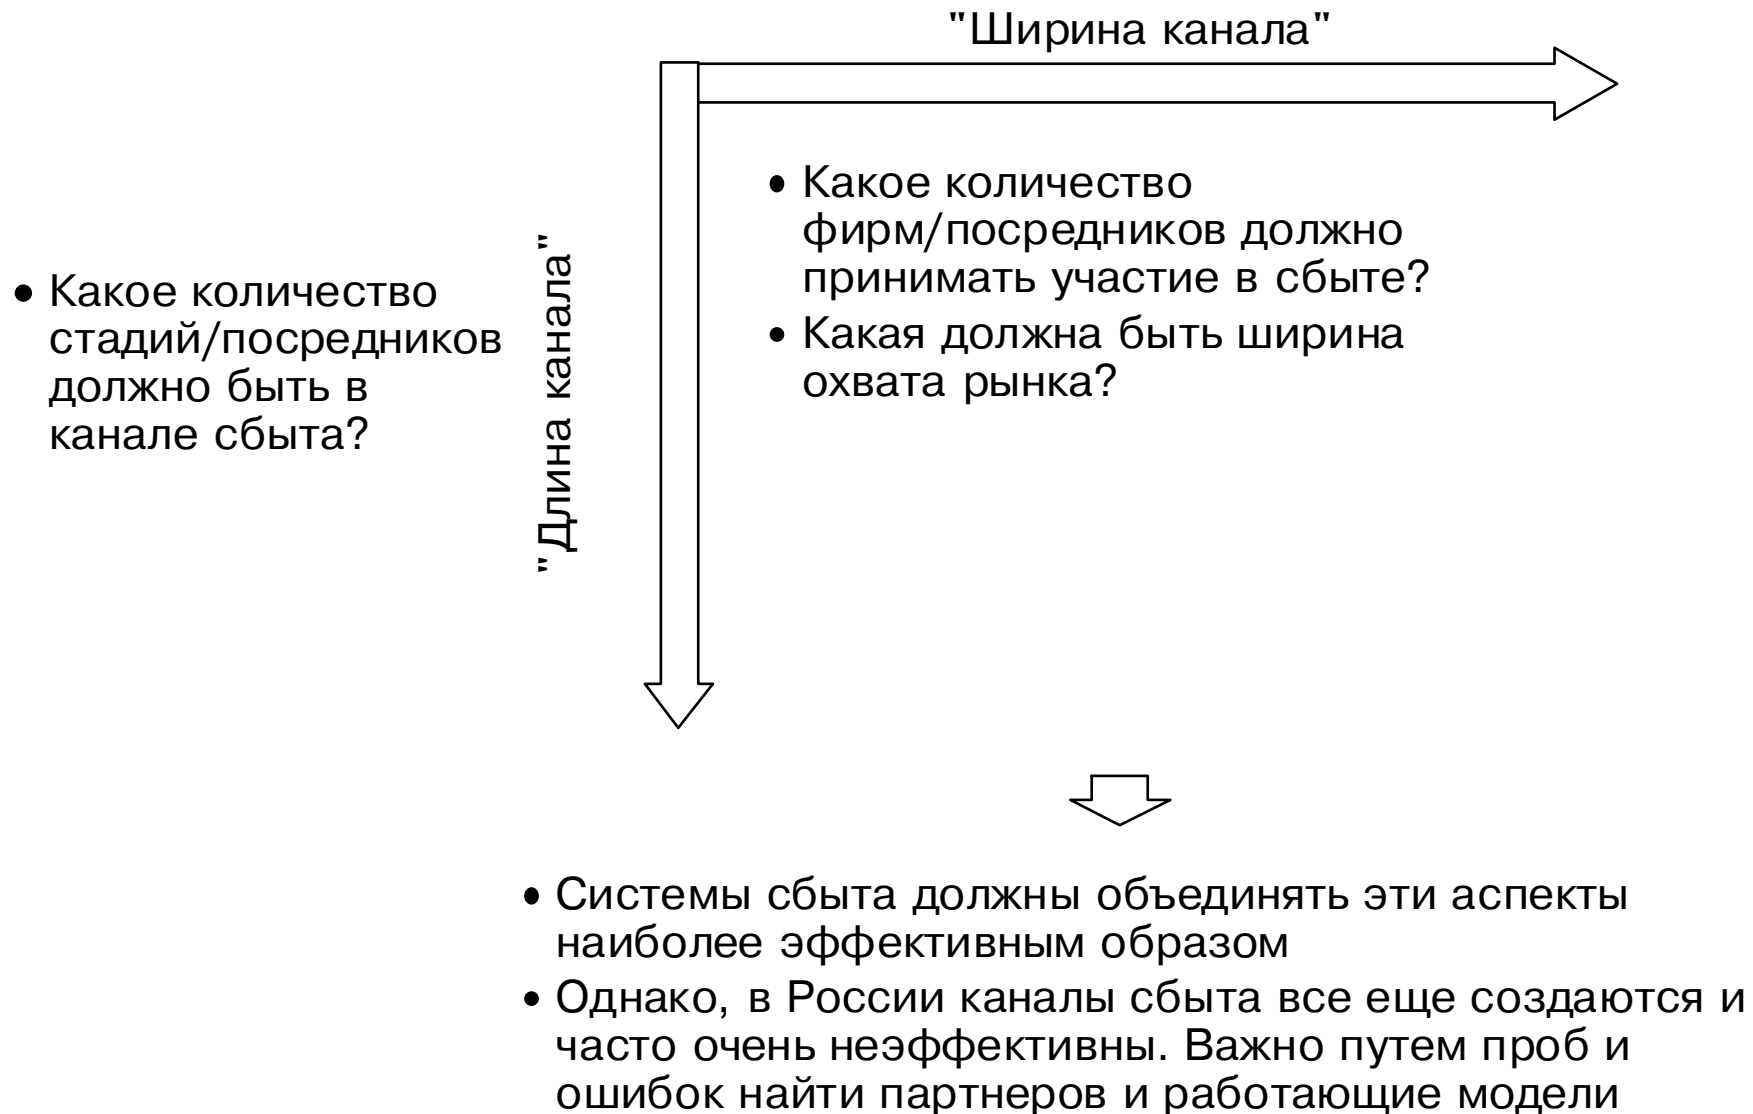 "Ширина канала"
• Какое количество
фирм/посредников должно
принимать участие в сбыте?
• Какая должна быть ширина
охвата рынка?
"Длина канала"
• Какое количество
стадий/посредников
должно быть в
канале сбыта?
• Системы сбыта должны объединять эти аспекты
наиболее эффективным образом
• Однако, в России каналы сбыта все еще создаются и
часто очень неэффективны. Важно путем проб и
ошибок найти партнеров и работающие модели